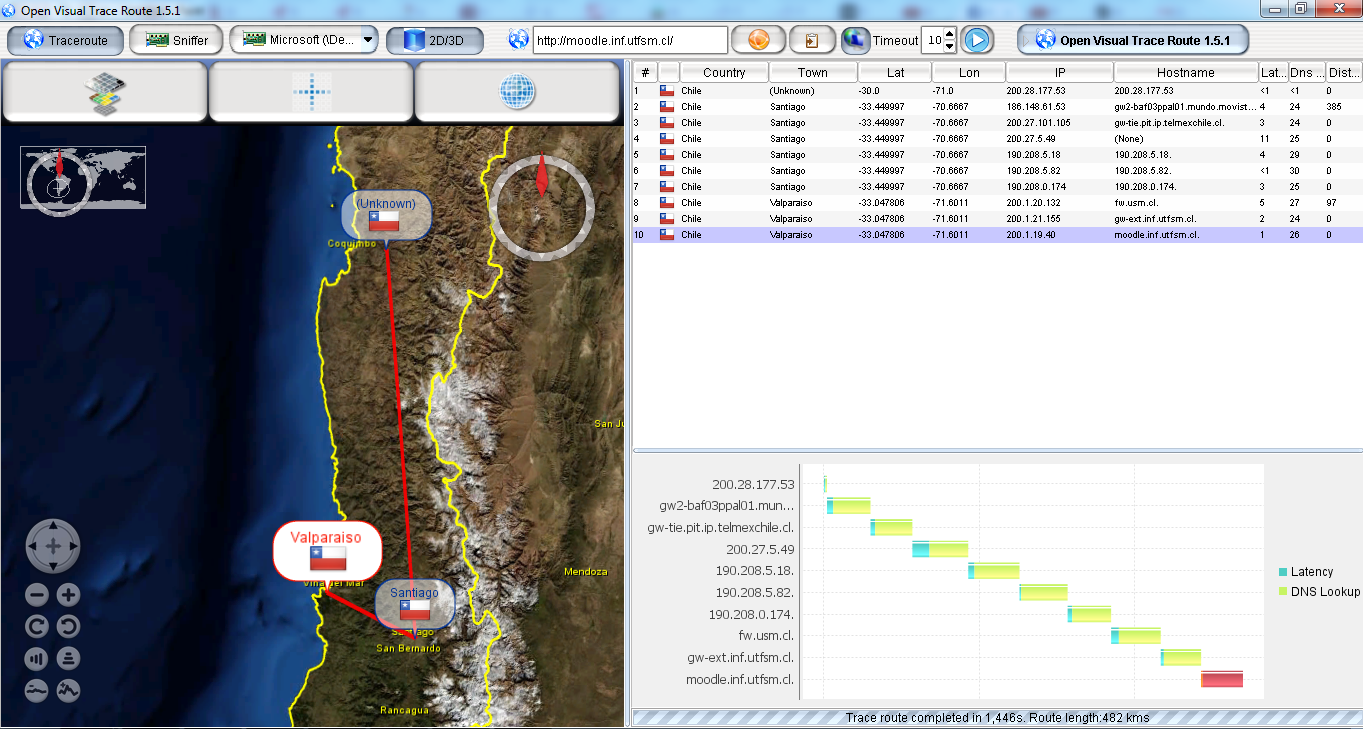 Open Visual Trace Route 1.5.1
Traceroute Sniffer Microsoft (\De... 2D/3D http://moodle.inf.utfsm.cl/ Timeout 10 Open Visual Trace Route 1.5.1
# Country Town Lat Lon IP Hostname Lat... Dns ... Dist...
1 Chile (Unknown) -30.0 -71.0 200.28.177.53 200.28.177.53 <1 <1 0
2 Chile Santiago -33.449997 -70.6667 186.148.61.53 gw2-baf03ppal01.mundo.movist... 4 24 385
3 Chile Santiago -33.449997 -70.6667 200.27.101.105 gw-tie.pit.ip.telmexchile.cl. 3 24 0
4 Chile Santiago -33.449997 -70.6667 200.27.5.49 (None) 11 25 0
5 Chile Santiago -33.449997 -70.6667 190.208.5.18 190.208.5.18. 4 29 0
6 Chile Santiago -33.449997 -70.6667 190.208.5.82 190.208.5.82. <1 30 0
7 Chile Santiago -33.449997 -70.6667 190.208.0.174 190.208.0.174. 3 25 0
8 Chile Valparaiso -33.047806 -71.6011 200.1.20.132 fw.usm.cl. 5 27 97
9 Chile Valparaiso -33.047806 -71.6011 200.1.21.155 gw-ext.inf.utfsm.cl. 2 24 0
10 Chile Valparaiso -33.047806 -71.6011 200.1.19.40 moodle.inf.utfsm.cl. 1 26 0
(Unknown)
Coquimbo
San Ju
Valparaiso
Vina del Mar
Mendoza
Santiago
Santiago
San Bernardo
Rancagua
200.28.177.53
gw2-baf03ppal01.mun...
gw-tie.pit.ip.telmexchile.cl.
200.27.5.49
190.208.5.18.
190.208.5.82.
190.208.0.174.
fw.usm.cl.
gw-ext.inf.utfsm.cl.
moodle.inf.utfsm.cl.
Latency
DNS Lookup
Trace route completed in 1,446s. Route length:482 kms